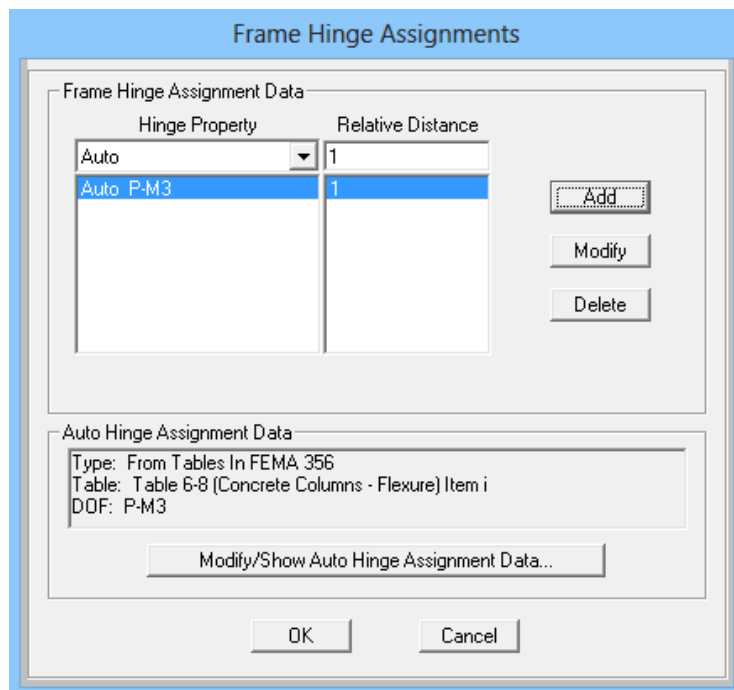 Frame Hinge Assignments
Frame Hinge Assignment Data
Hinge Property Relative Distance
Auto 1
Auto P-M3 1
Add
Modify
Delete
Auto Hinge Assignment Data
Type: From Tables In FEMA 356
Table: Table 6-8 (Concrete Columns - Flexure) Item i
DOF: P-M3
Modify/Show Auto Hinge Assignment Data...
OK Cancel